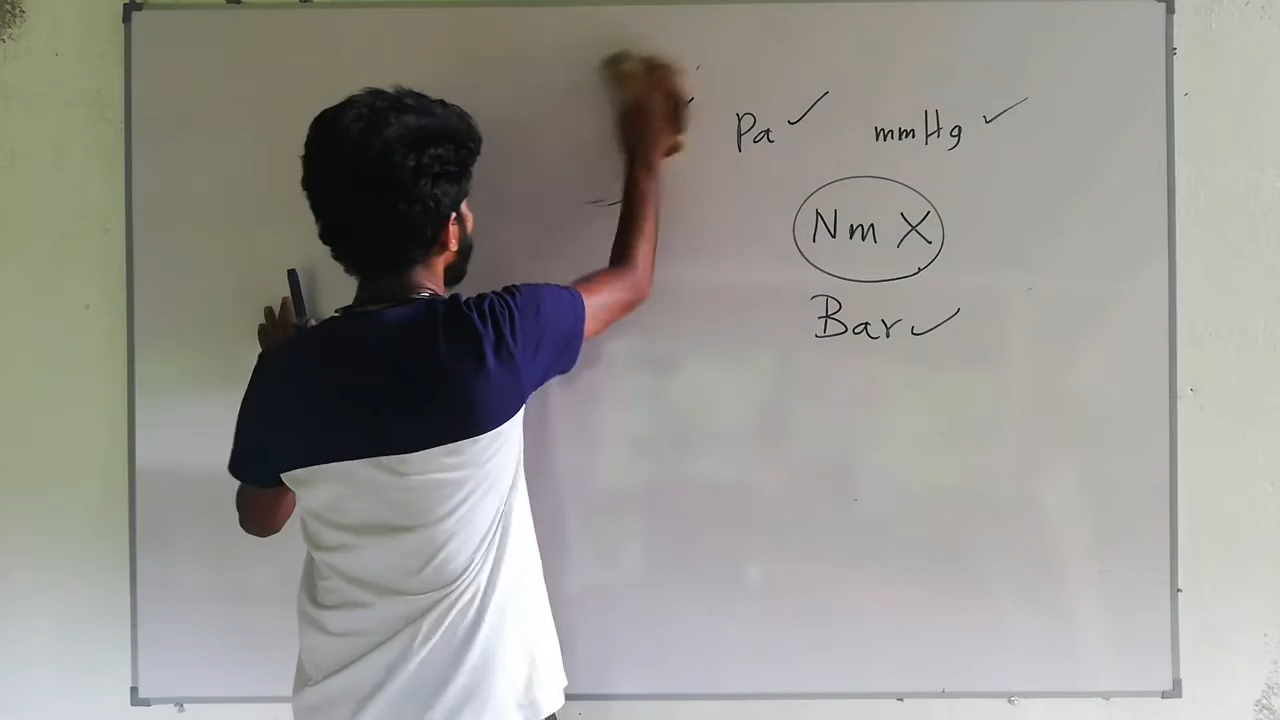 Pa ✓ mmHg ✓
Nm X
Bar ✓